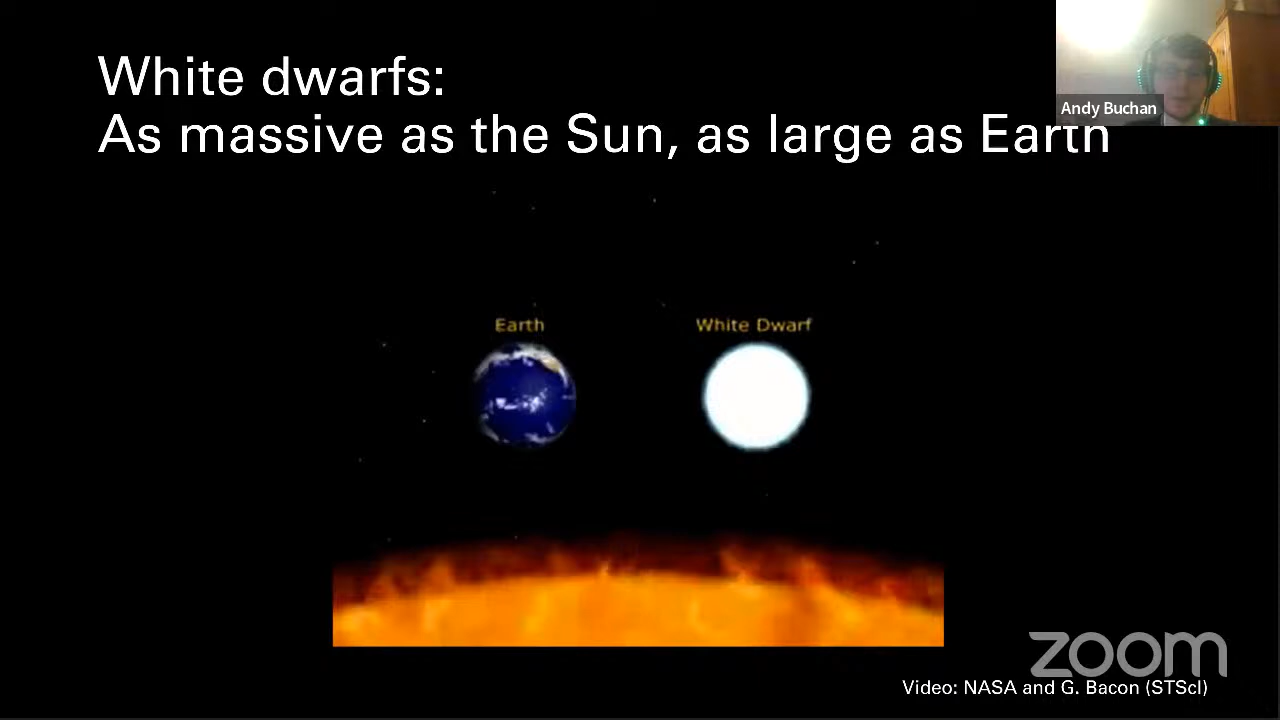 White dwarfs:
As massive as the Sun, as large as Earth
Andy Buchan
Earth
White Dwarf
zoom
Video: NASA and G. Bacon (STScI)